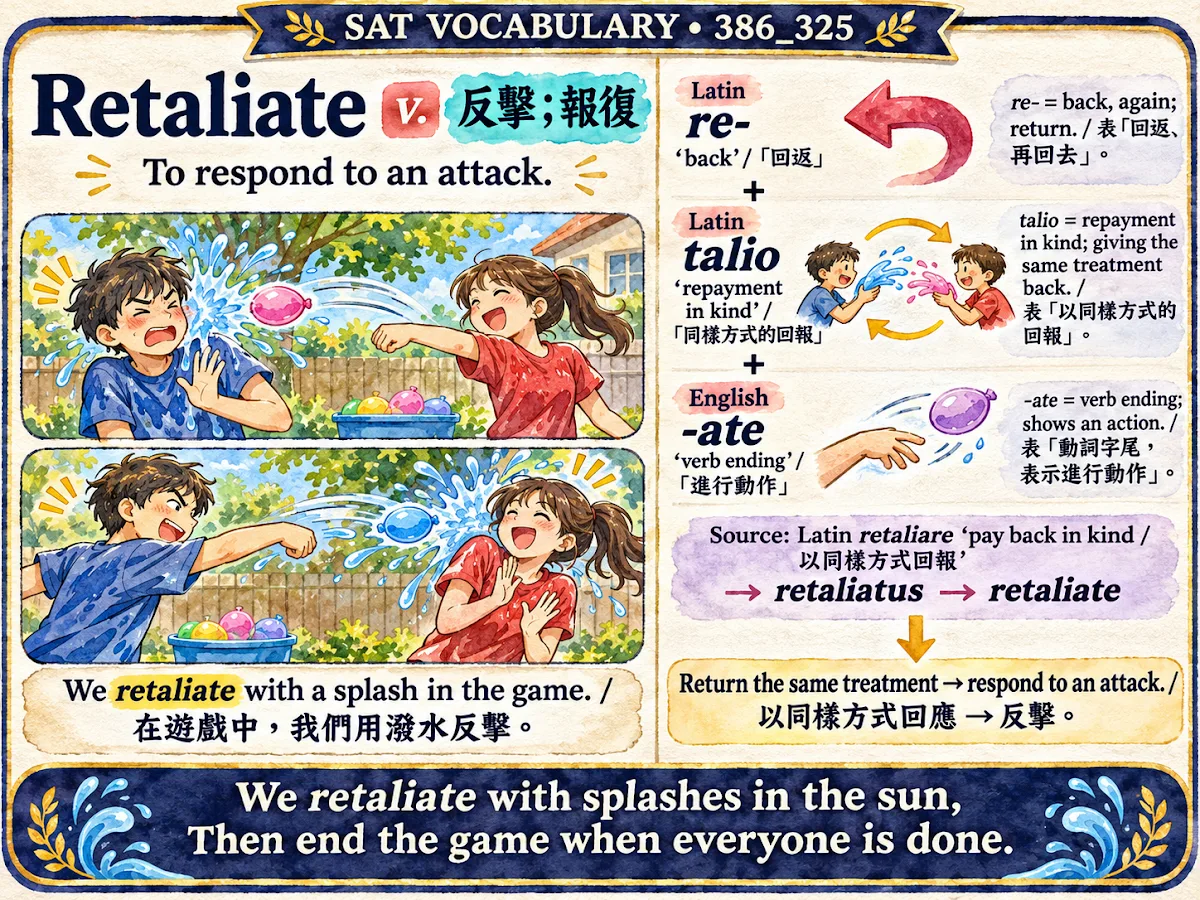 SAT VOCABULARY • 386_325
Retaliate v. 反擊；報復
To respond to an attack.
We retaliate with a splash in the game. /
在遊戲中，我們用潑水反擊。
Latin
re-
‘back’ / 「回返」
re- = back, again;
return. / 表「回返、
再回去」。
+
Latin
talio
‘repayment
in kind’ /
「同樣方式的回報」
talio = repayment
in kind; giving the
same treatment
back. /
表「以同樣方式的
回報」。
+
English
-ate
‘verb ending’ /
「進行動作」
-ate = verb ending;
shows an action. /
表「動詞字尾，
表示進行動作」。
Source: Latin retaliare ‘pay back in kind /
以同樣方式回報’
→ retaliatus → retaliate
Return the same treatment → respond to an attack. /
以同樣方式回應 → 反擊。
We retaliate with splashes in the sun,
Then end the game when everyone is done.